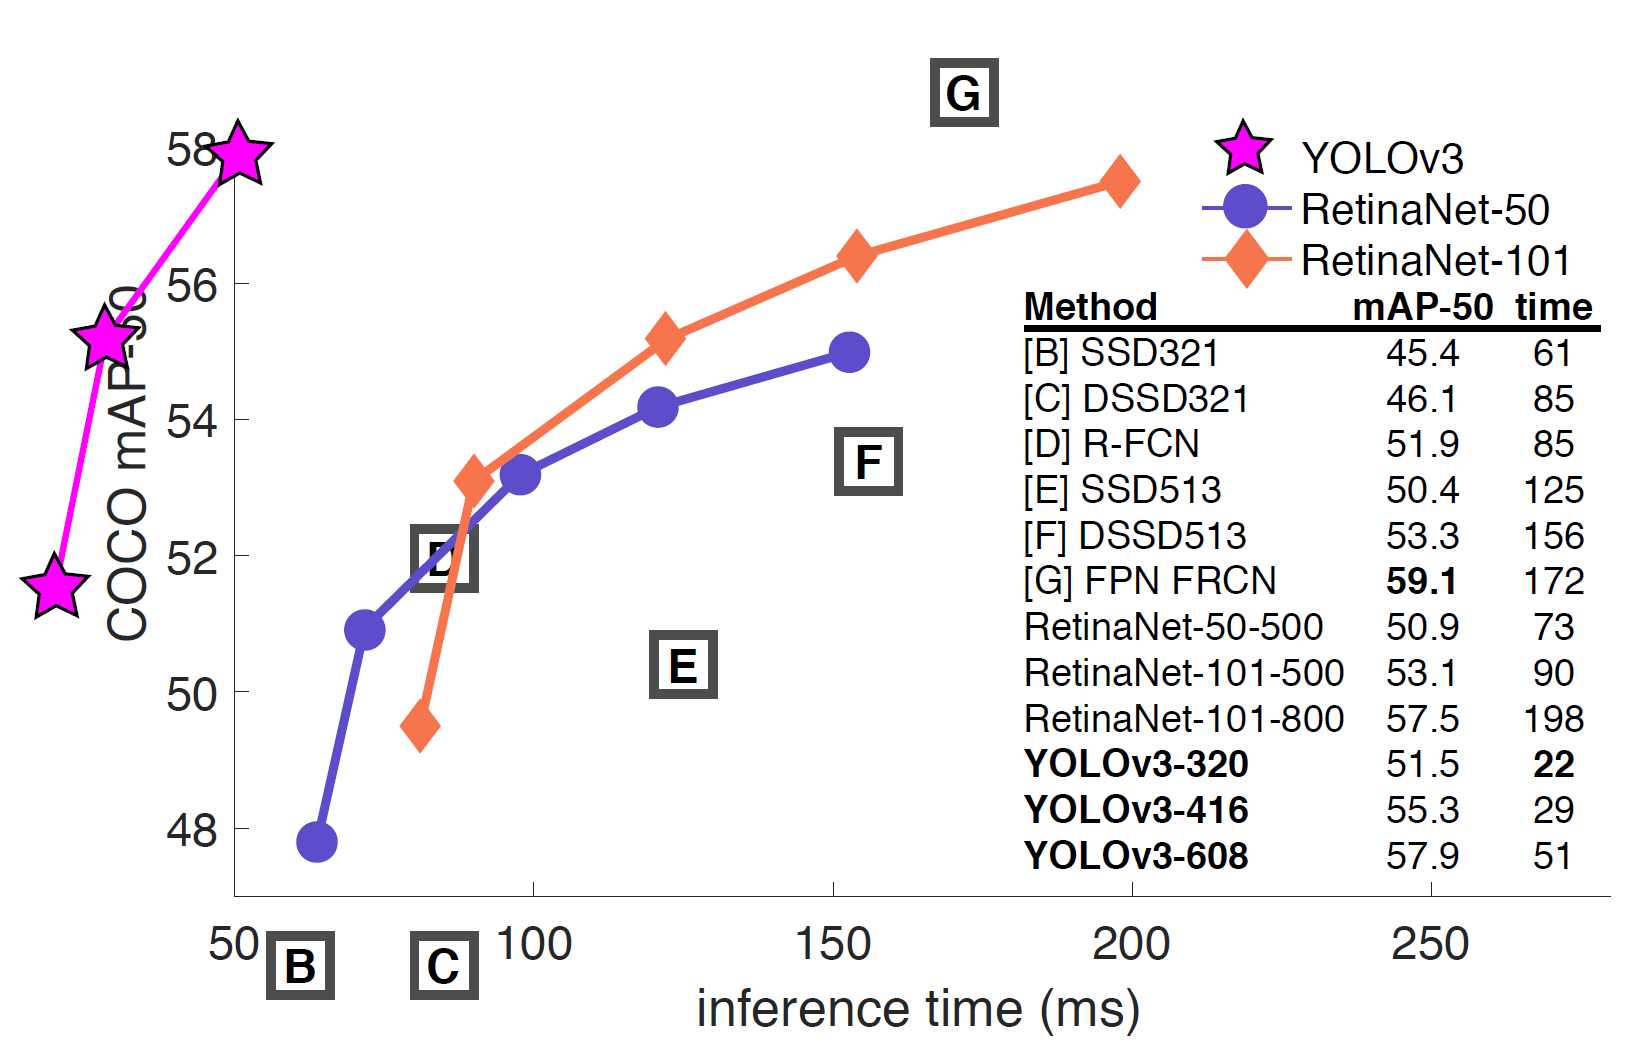 58
56
54
52
50
48
COCO mAP-50
G
D
F
E
B
C
YOLOv3
RetinaNet-50
RetinaNet-101
Method mAP-50 time
[B] SSD321 45.4 61
[C] DSSD321 46.1 85
[D] R-FCN 51.9 85
[E] SSD513 50.4 125
[F] DSSD513 53.3 156
[G] FPN FRCN 59.1 172
RetinaNet-50-500 50.9 73
RetinaNet-101-500 53.1 90
RetinaNet-101-800 57.5 198
YOLOv3-320 51.5 22
YOLOv3-416 55.3 29
YOLOv3-608 57.9 51
50 100 150 200 250
inference time (ms)